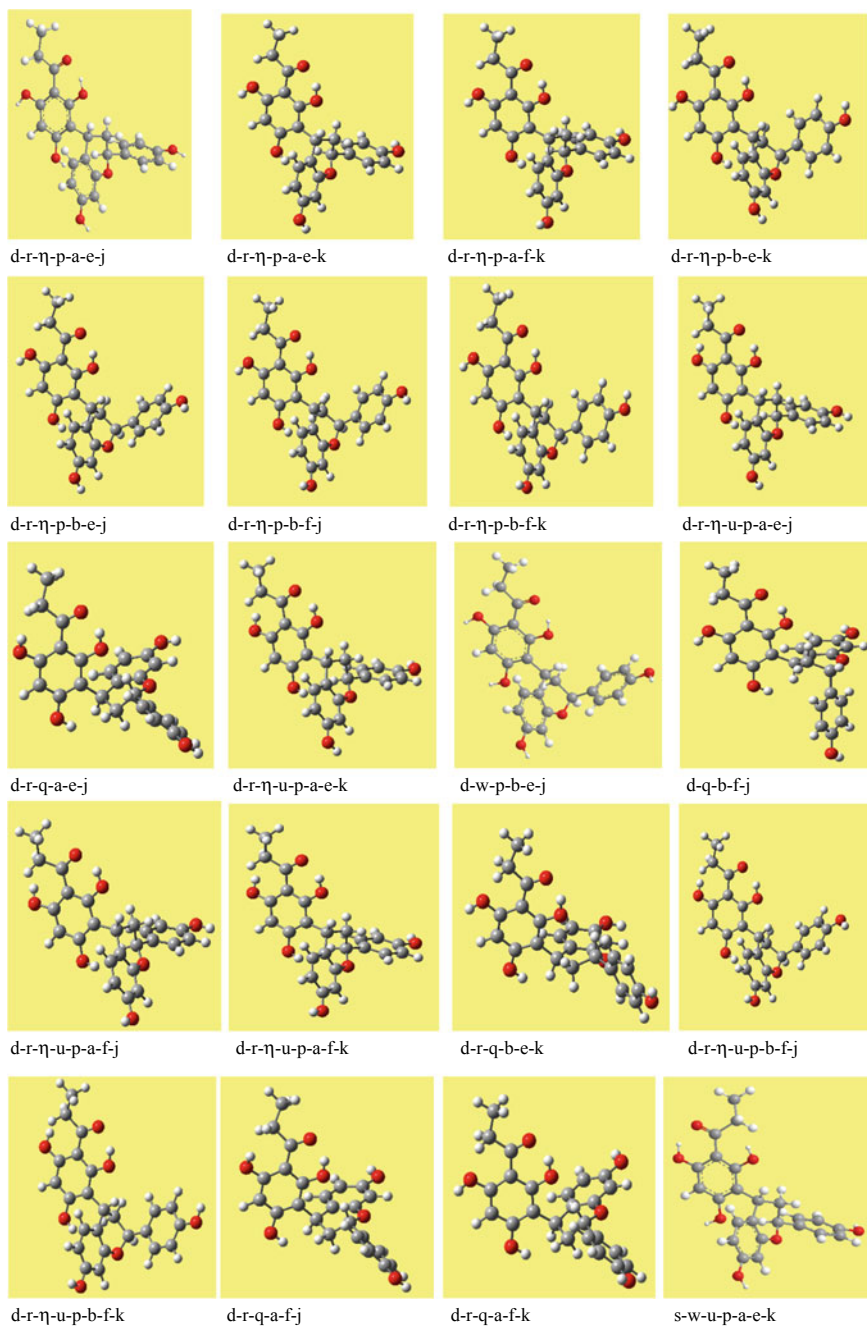 d-r-η-p-a-e-j d-r-η-p-a-e-k d-r-η-p-a-f-k d-r-η-p-b-e-k
d-r-η-p-b-e-j d-r-η-p-b-f-j d-r-η-p-b-f-k d-r-η-u-p-a-e-j
d-r-q-a-e-j d-r-η-u-p-a-e-k d-w-p-b-e-j d-q-b-f-j
d-r-η-u-p-a-f-j d-r-η-u-p-a-f-k d-r-q-b-e-k d-r-η-u-p-b-f-j
d-r-η-u-p-b-f-k d-r-q-a-f-j d-r-q-a-f-k s-w-u-p-a-e-k